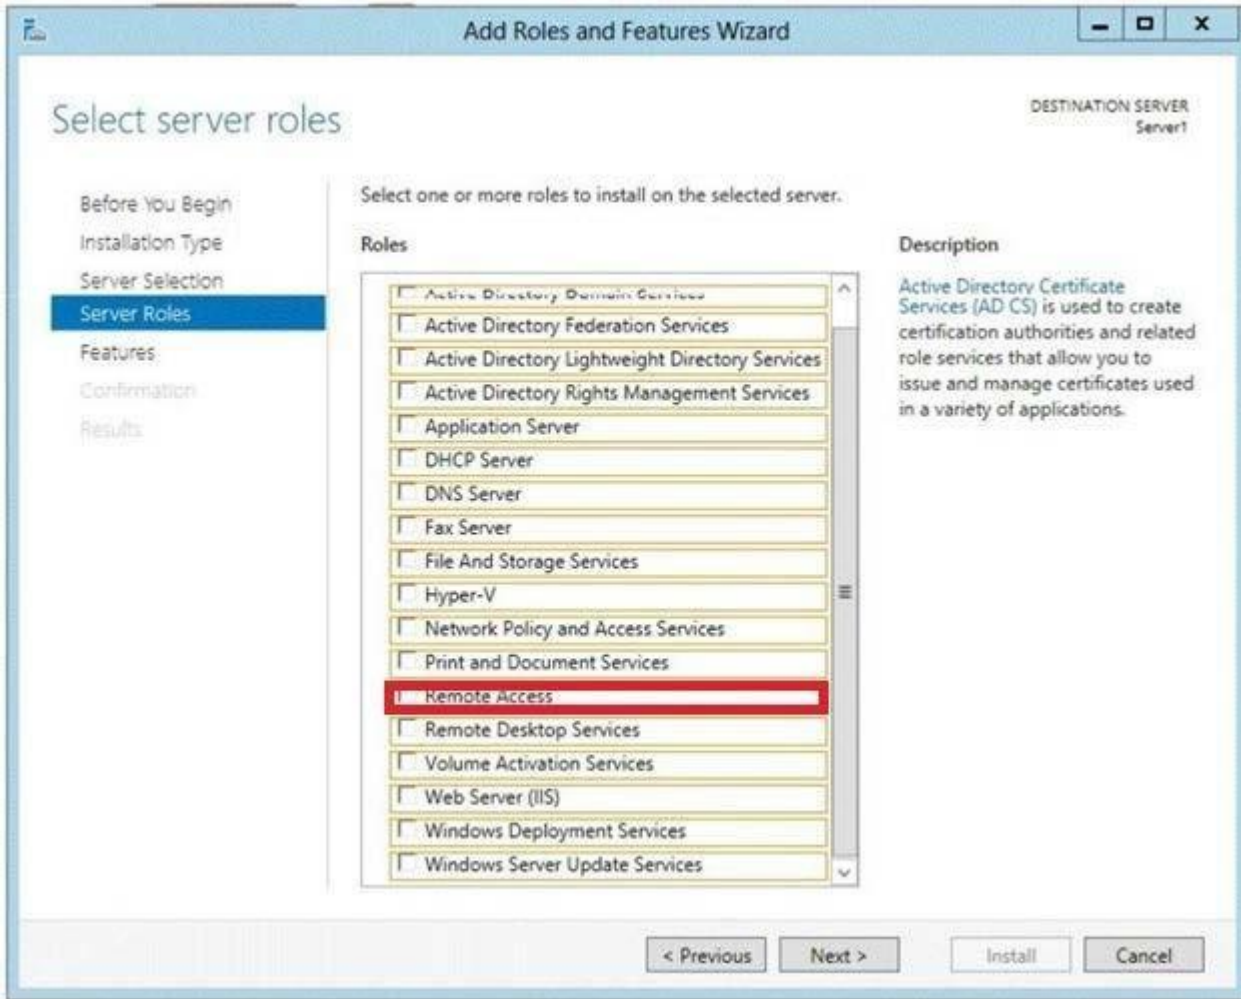 Add Roles and Features Wizard
Select server roles
DESTINATION SERVER
Server1
Before You Begin
Installation Type
Server Selection
Server Roles
Features
Confirmation
Results
Select one or more roles to install on the selected server.
Roles
Active Directory Domain Services
Active Directory Federation Services
Active Directory Lightweight Directory Services
Active Directory Rights Management Services
Application Server
DHCP Server
DNS Server
Fax Server
File And Storage Services
Hyper-V
Network Policy and Access Services
Print and Document Services
Remote Access
Remote Desktop Services
Volume Activation Services
Web Server (IIS)
Windows Deployment Services
Windows Server Update Services
Description
Active Directory Certificate
Services (AD CS) is used to create
certification authorities and related
role services that allow you to
issue and manage certificates used
in a variety of applications.
< Previous
Next >
Install
Cancel